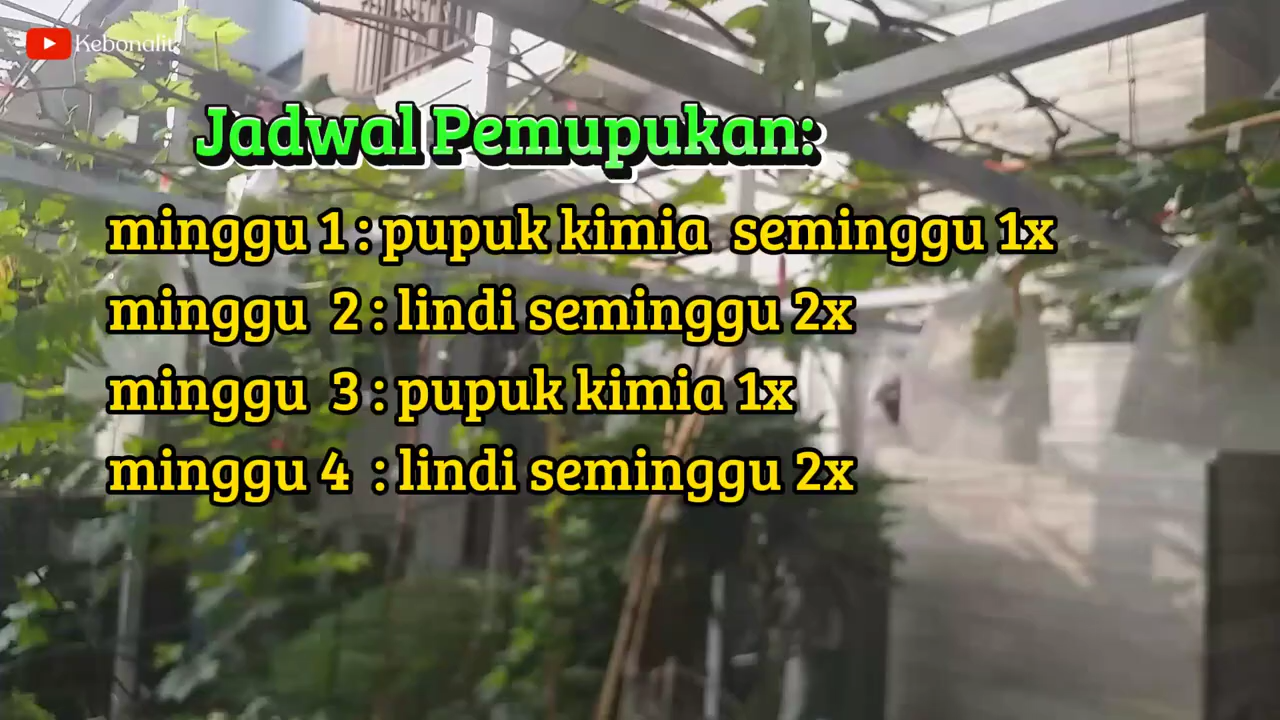 Kebonalit
Jadwal Pemupukan:
minggu 1 : pupuk kimia seminggu 1x
minggu 2 : lindi seminggu 2x
minggu 3 : pupuk kimia 1x
minggu 4 : lindi seminggu 2x